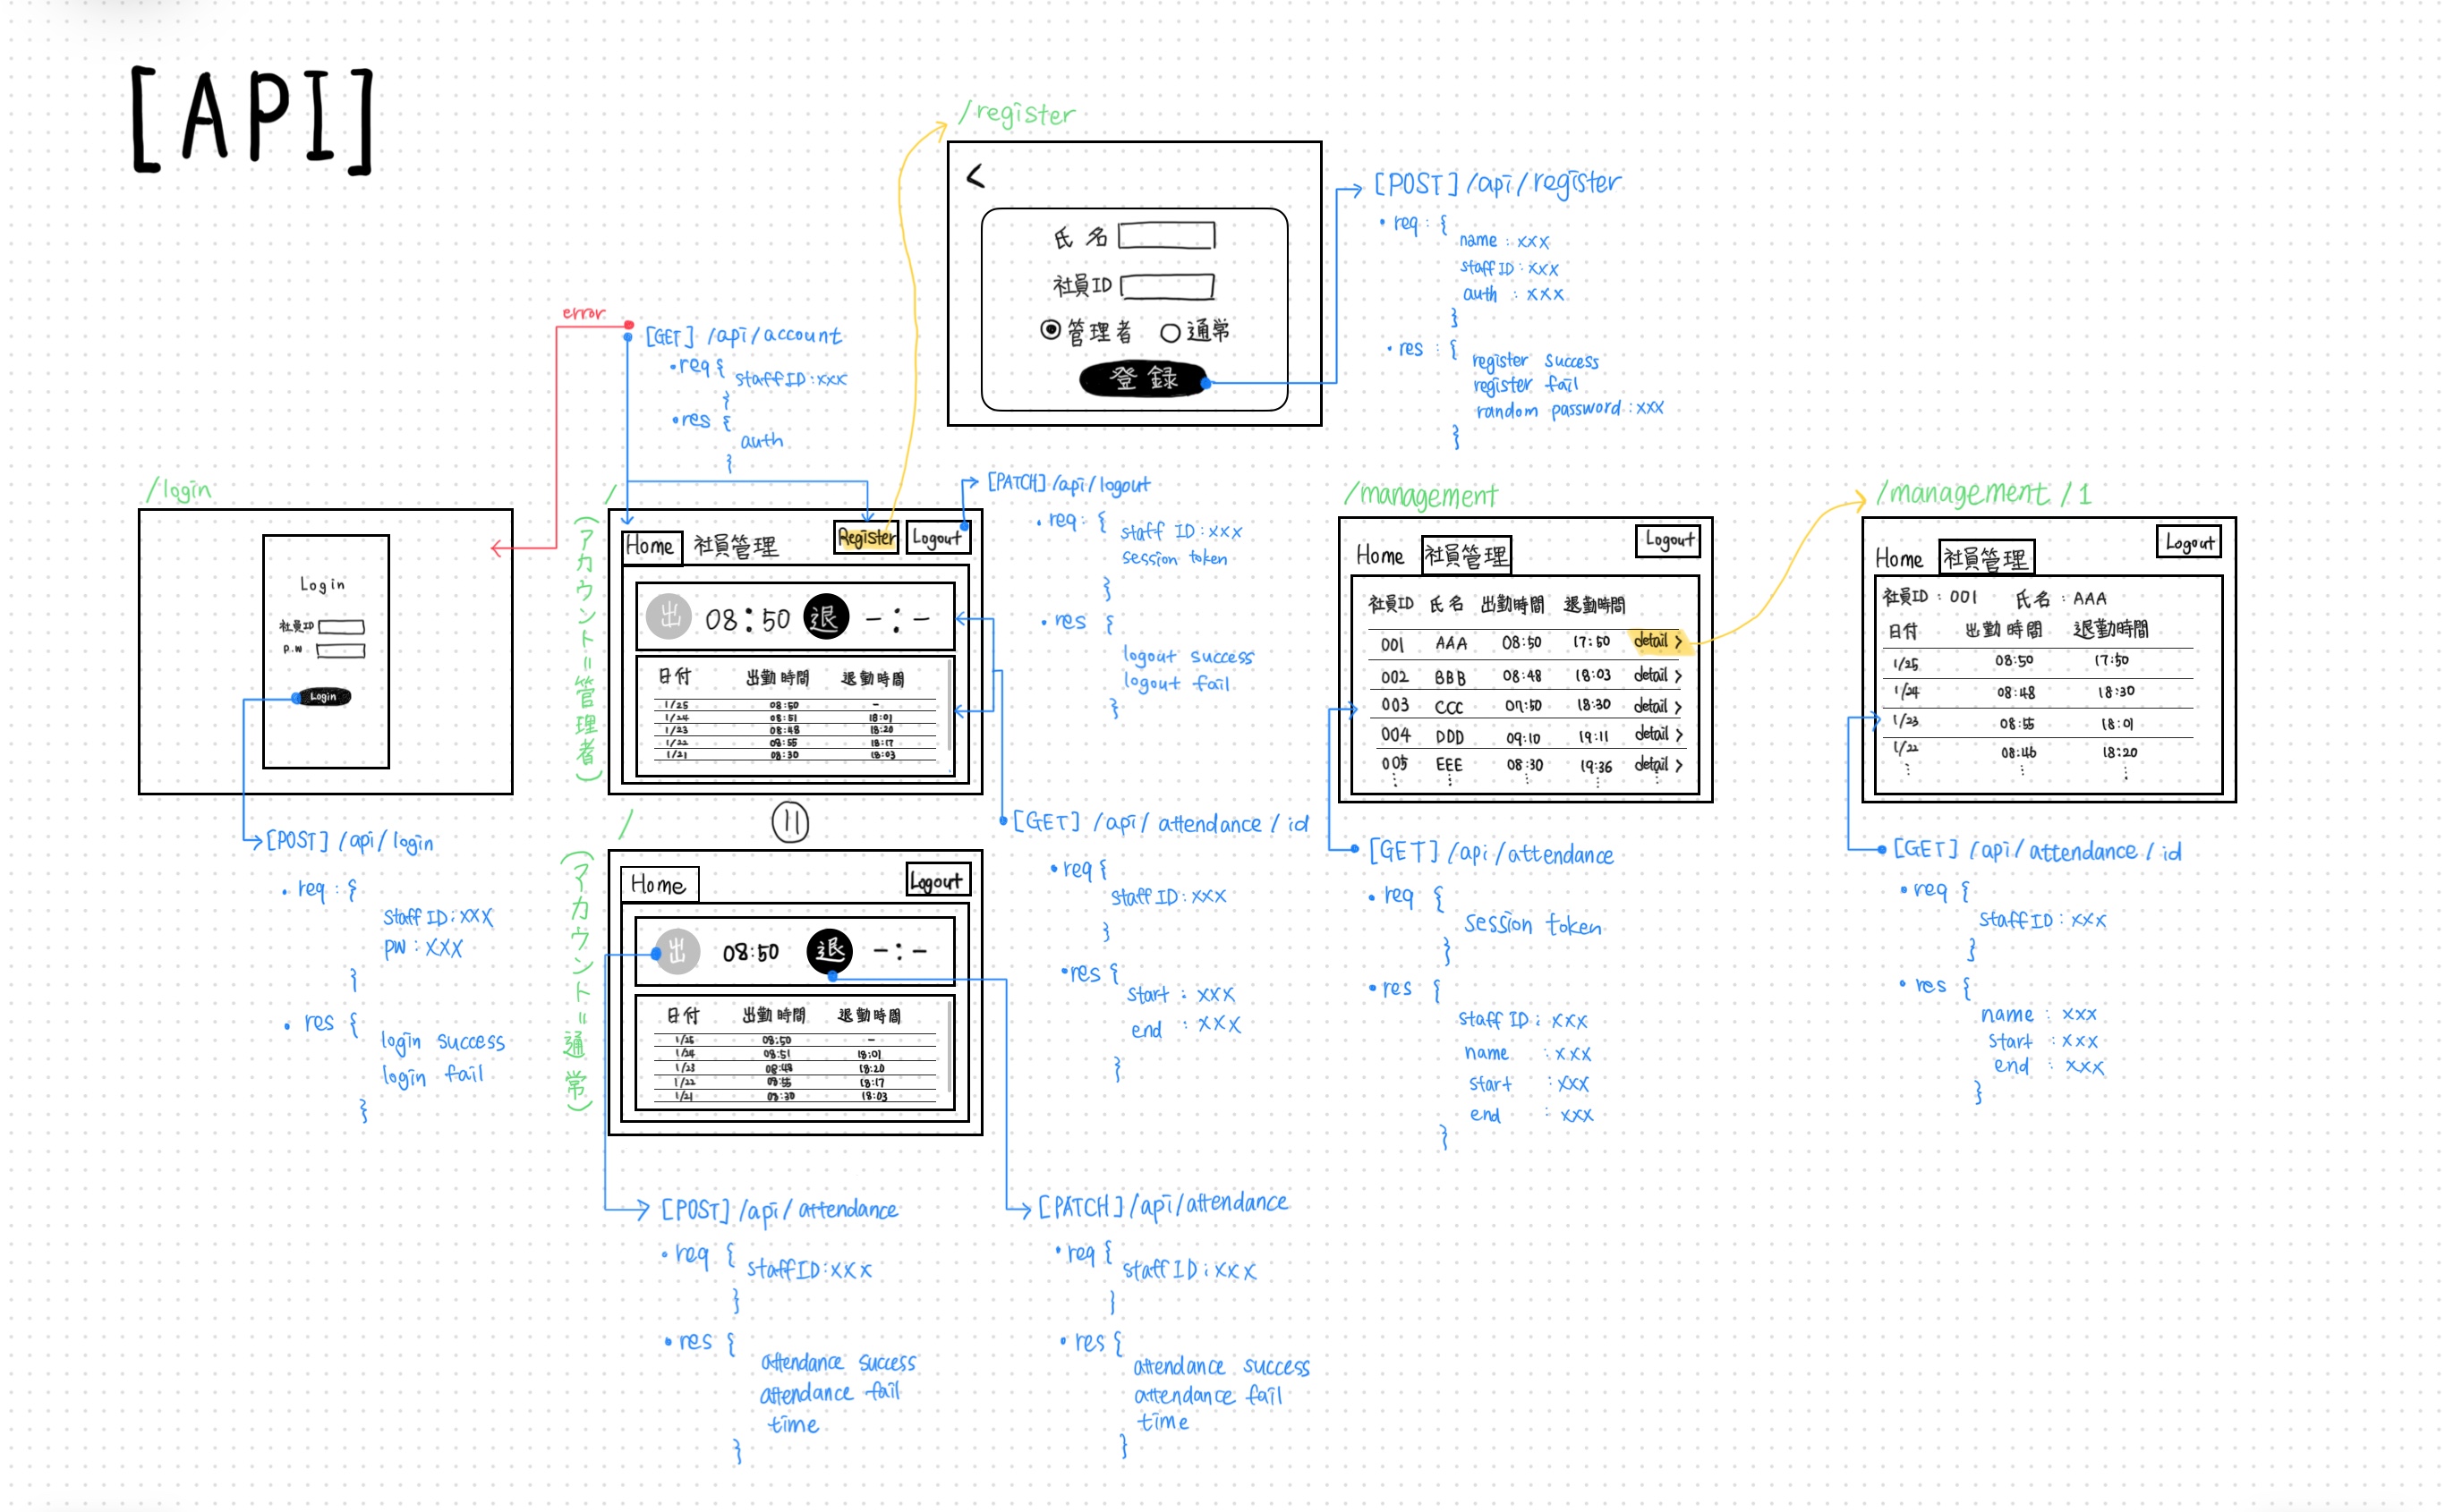 [API]
/register
<
氏名
社員ID
管理者 通常
登録
[POST] /api/register
・req : {
name : xxx
staff ID : xxx
auth : xxx
}
・res : {
register success
register fail
random password : xxx
}
error
[GET] /api/account
・req {
staff ID : xxx
}
・res {
auth
}
/login
Login
社員ID
P.W
Login
[POST] /api/login
・req : {
staff ID : xxx
pw : xxx
}
・res {
login success
login fail
}
/
(アカウント=管理者)
Home 社員管理 Register Logout
出 08:50 退 -:-
日付 出勤時間 退勤時間
1/25 08:50 -
1/24 08:51 18:01
1/23 08:48 18:20
1/22 08:55 18:17
1/21 08:30 18:03
[PATCH] /api/logout
・req : {
staff ID : xxx
session token
}
・res {
logout success
logout fail
}
=
/
(アカウント=通常)
Home Logout
出 08:50 退 -:-
日付 出勤時間 退勤時間
1/25 08:50 -
1/24 08:51 18:01
1/23 08:48 18:20
1/22 08:55 18:17
1/21 08:30 18:03
[GET] /api/attendance/id
・req {
staff ID : xxx
}
・res {
start : xxx
end : xxx
}
[POST] /api/attendance
・req {
staff ID : xxx
}
・res {
attendance success
attendance fail
time
}
[PATCH] /api/attendance
・req {
staff ID : xxx
}
・res {
attendance success
attendance fail
time
}
/management
Home 社員管理 Logout
社員ID 氏名 出勤時間 退勤時間
001 AAA 08:50 17:50 detail >
002 BBB 08:48 18:03 detail >
003 CCC 07:50 18:30 detail >
004 DDD 09:10 19:11 detail >
005 EEE 08:30 19:36 detail >
[GET] /api/attendance
・req {
session token
}
・res {
staff ID : xxx
name : xxx
start : xxx
end : xxx
}
/management/1
Home 社員管理 Logout
社員ID : 001 氏名 : AAA
日付 出勤時間 退勤時間
1/25 08:50 17:50
1/24 08:48 18:30
1/23 08:55 18:01
1/22 08:46 18:20
[GET] /api/attendance/id
・req {
staff ID : xxx
}
・res {
name : xxx
start : xxx
end : xxx
}